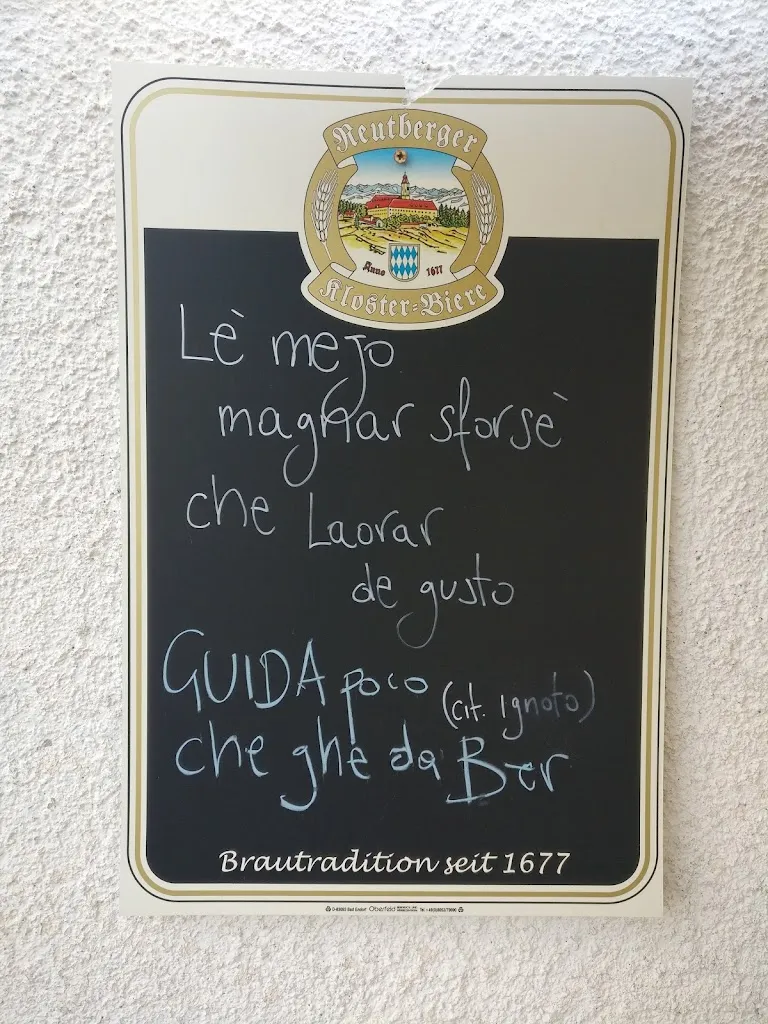 Reutberger
Anno 1677
Kloster-Biere
Lè mejo
magnar sforsè
che Laorar
de gusto
GUIDA poco (cit. Ignoto)
che ghe da Ber
Brautradition seit 1677
Oberfeld